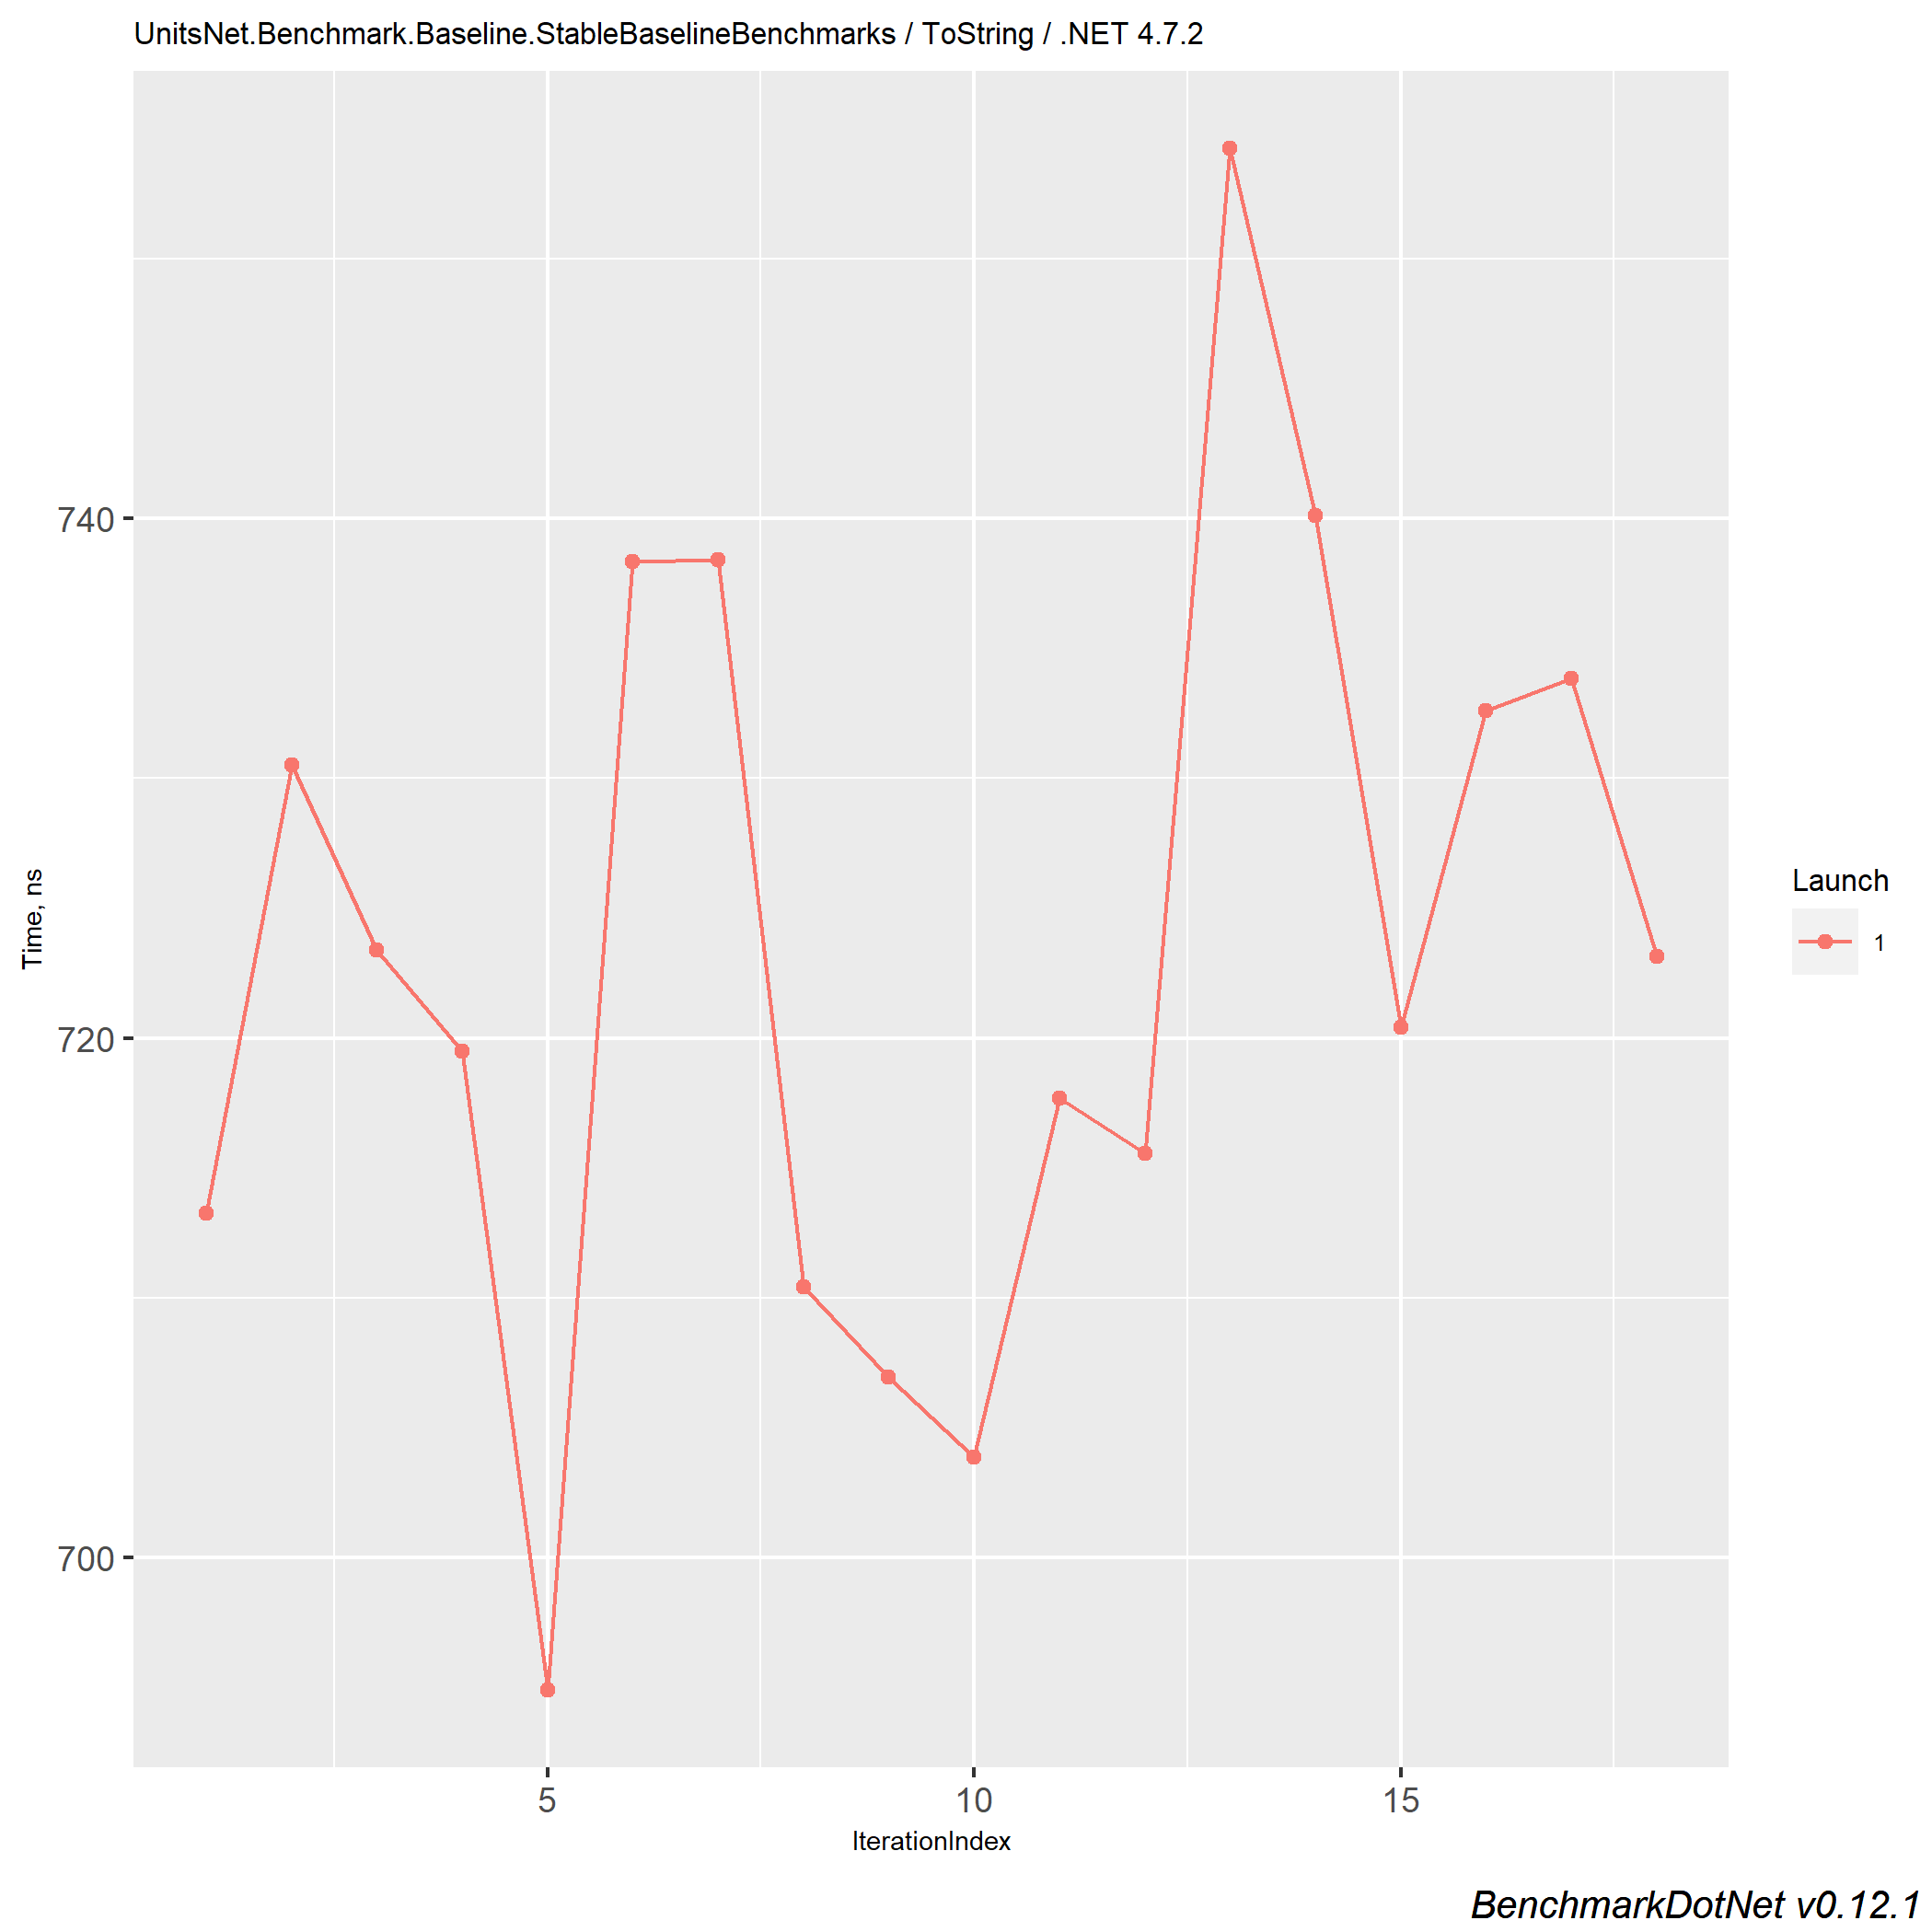 UnitsNet.Benchmark.Baseline.StableBaselineBenchmarks / ToString / .NET 4.7.2
740
720
700
Time, ns
5
10
15
IterationIndex
Launch
1
BenchmarkDotNet v0.12.1